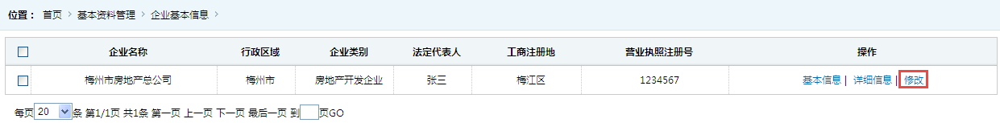 位置： 首页 > 基本资料管理 > 企业基本信息 >
企业名称 行政区域 企业类别 法定代表人 工商注册地 营业执照注册号 操作
梅州市房地产总公司 梅州市 房地产开发企业 张三 梅江区 1234567 基本信息 | 详细信息 | 修改
每页 20 条 第1/1页 共1条 第一页 上一页 下一页 最后一页 到 页GO